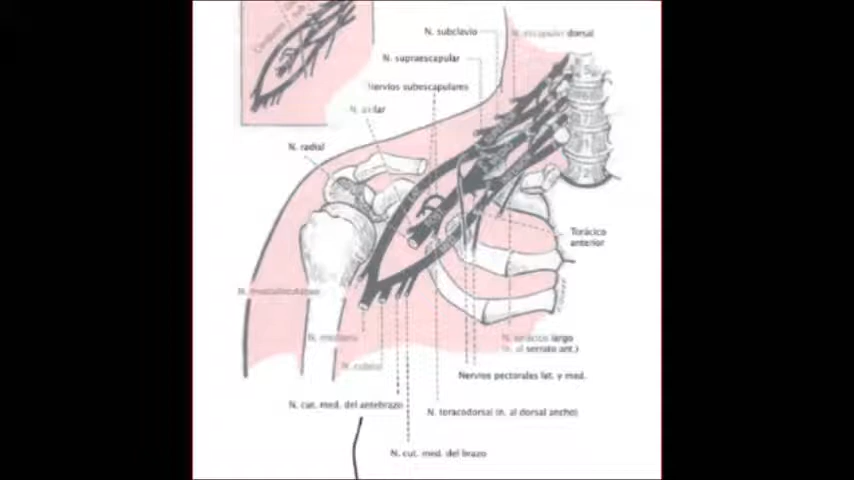 N. subclavio
N. escapular dorsal
N. supraescapular
Nervios subescapulares
N. axilar
N. radial
Torácico
anterior
N. mediano
N. torácico largo
(n. al serrato ant.)
N. cubital
Nervios pectorales lat. y med.
N. cut. med. del antebrazo
N. toracodorsal (n. al dorsal ancho)
N. cut. med. del brazo